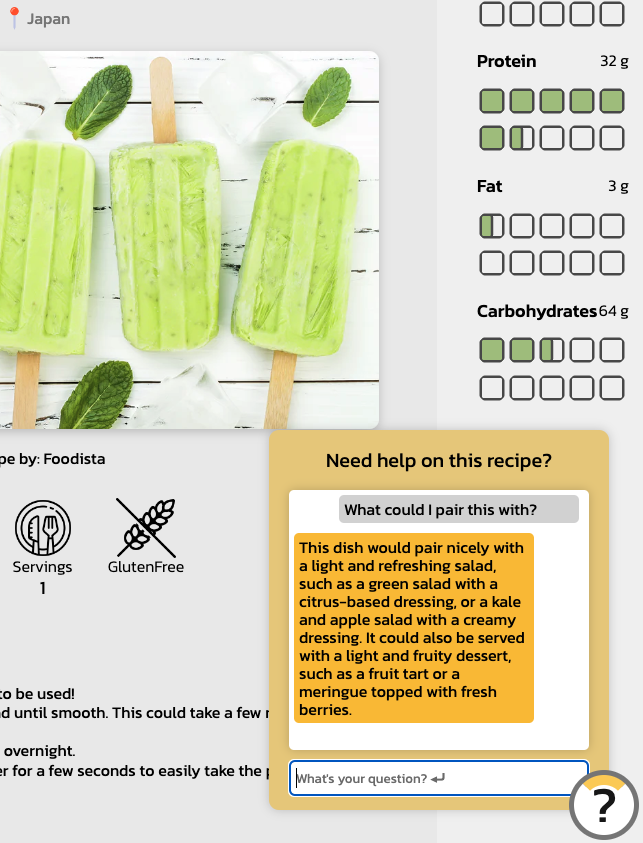 Japan
Protein 32 g
Fat 3 g
Carbohydrates 64 g
pe by: Foodista
Servings
1
GlutenFree
to be used!
d until smooth. This could take a few
overnight.
er for a few seconds to easily take the
Need help on this recipe?
What could I pair this with?
This dish would pair nicely with
a light and refreshing salad,
such as a green salad with a
citrus-based dressing, or a kale
and apple salad with a creamy
dressing. It could also be served
with a light and fruity dessert,
such as a fruit tart or a
meringue topped with fresh
berries.
What's your question?
?